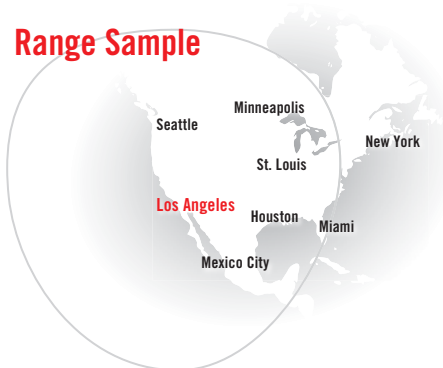 Range Sample
Minneapolis
Seattle
New York
St. Louis
Los Angeles
Houston
Miami
Mexico City